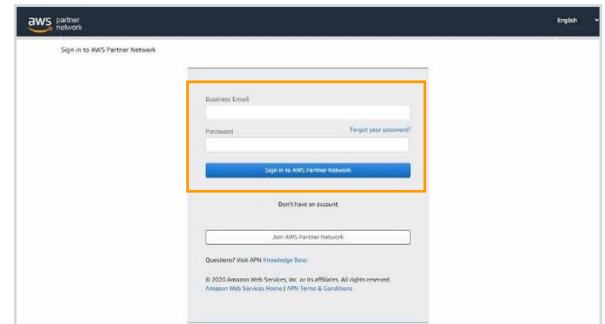 aws partner network
English
Sign in to AWS Partner Network
Business Email
Password Forgot your password?
Sign in to AWS Partner Network
Don't have an account
Join AWS Partner Network
Questions? Visit APN Knowledge Base
© 2020 Amazon Web Services, Inc. or its affiliates. All rights reserved.
Amazon Web Services Home | APN Terms & Conditions